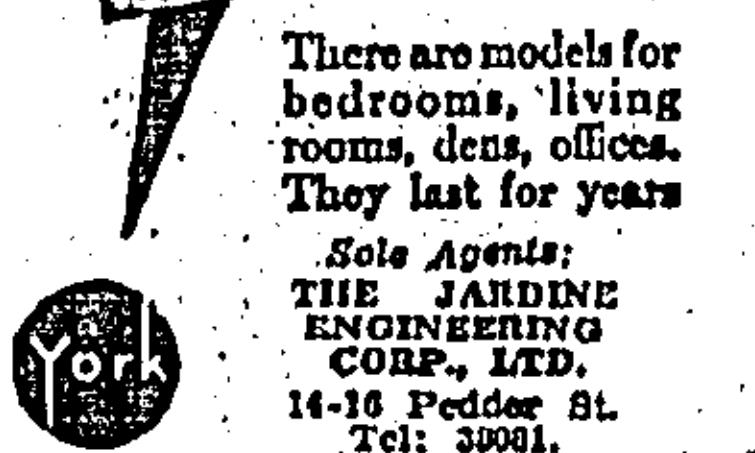 There are models for
bedrooms, living
rooms, dens, offices.
They last for years
Sole Agents:
THE JARDINE
ENGINEERING
CORP., LTD.
York
14-16 Pedder St.
Tel: